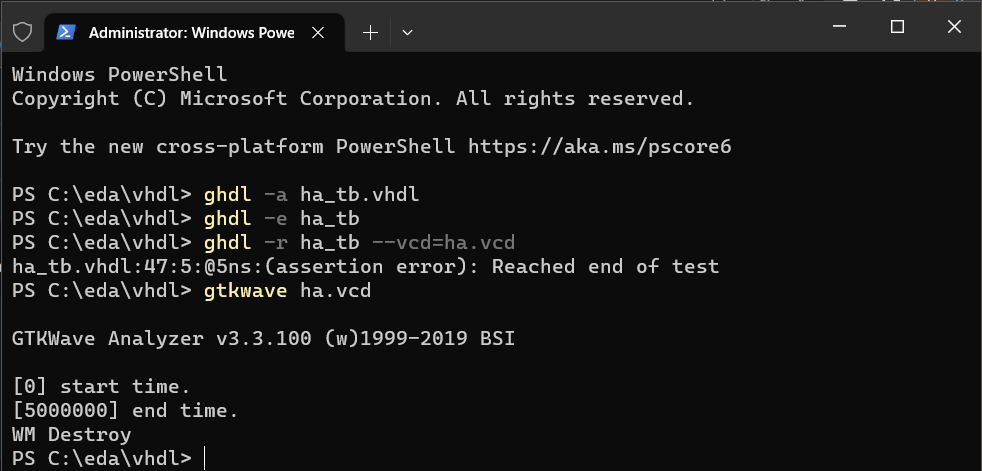 Administrator: Windows Powe
Windows PowerShell
Copyright (C) Microsoft Corporation. All rights reserved.
Try the new cross-platform PowerShell https://aka.ms/pscore6
PS C:\eda\vhdl> ghdl -a ha_tb.vhdl
PS C:\eda\vhdl> ghdl -e ha_tb
PS C:\eda\vhdl> ghdl -r ha_tb --vcd=ha.vcd
ha_tb.vhdl:47:5:@5ns:(assertion error): Reached end of test
PS C:\eda\vhdl> gtkwave ha.vcd
GTKWave Analyzer v3.3.100 (w)1999-2019 BSI
[0] start time.
[5000000] end time.
WM Destroy
PS C:\eda\vhdl>